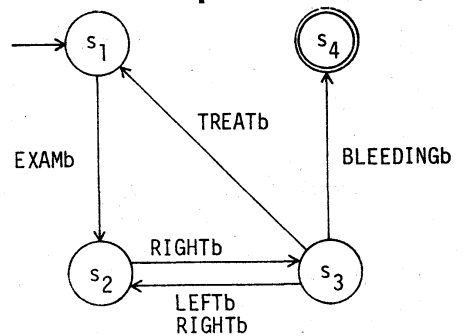 s1
s4
TREATb
EXAMb
BLEEDINGb
RIGHTb
s2
s3
LEFTb
RIGHTb